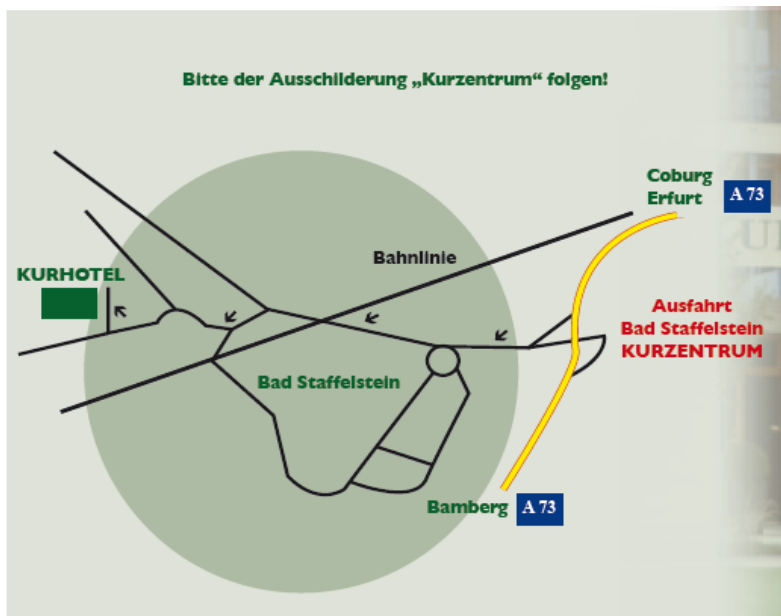 Bitte der Ausschilderung „Kurzentrum“ folgen!
Coburg
Erfurt
A 73
Bahnlinie
KURHOTEL
Ausfahrt
Bad Staffelstein
KURZENTRUM
Bad Staffelstein
Bamberg
A 73